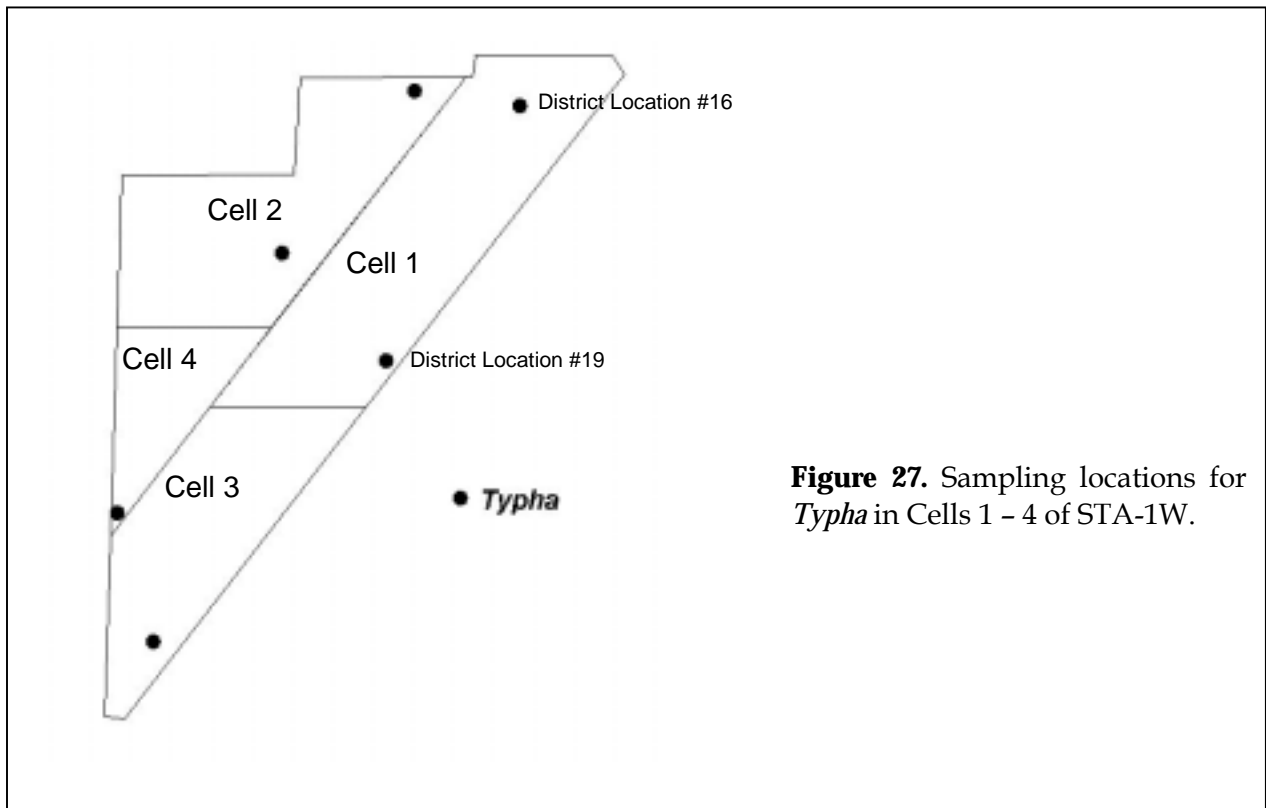 District Location #16
Cell 2
Cell 1
Cell 4
District Location #19
Cell 3
Typha
Figure 27. Sampling locations for
Typha in Cells 1 – 4 of STA-1W.